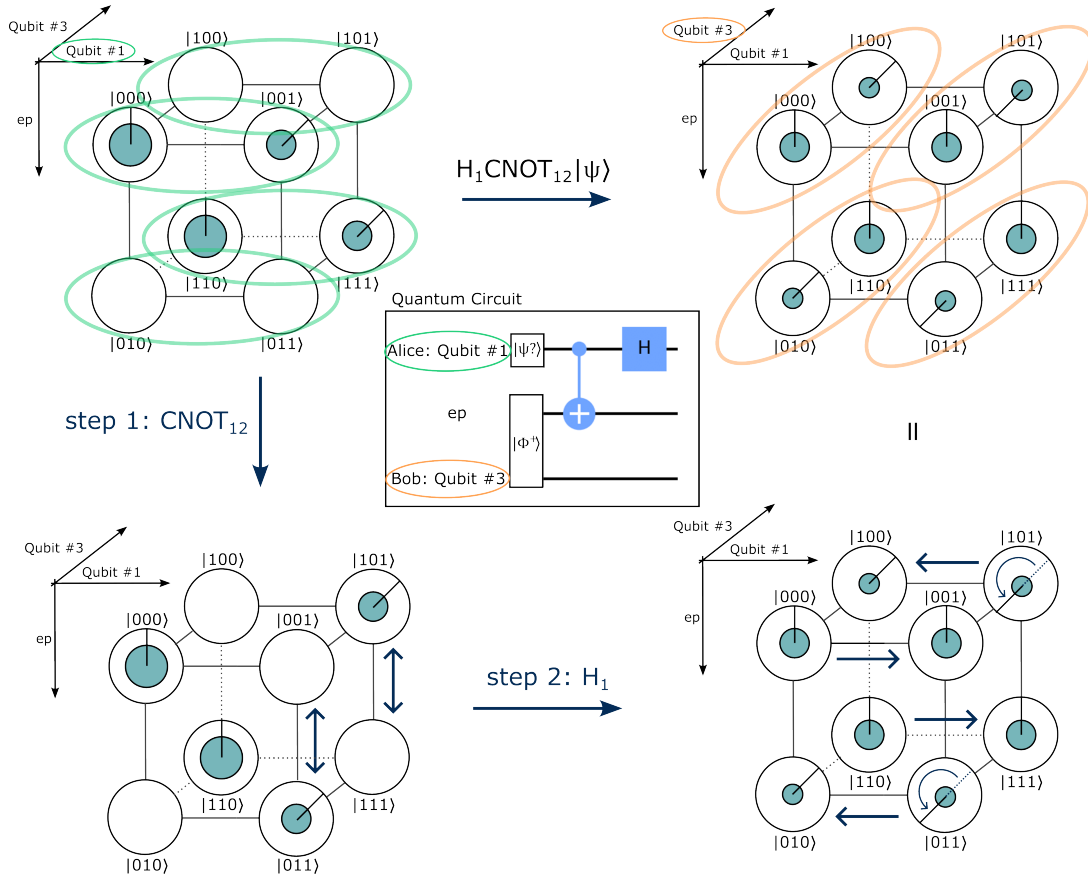 Qubit #3
Qubit #1
ep
|100⟩
|101⟩
|000⟩
|001⟩
|110⟩
|111⟩
|010⟩
|011⟩
H₁CNOT₁₂|ψ⟩
Qubit #3
Qubit #1
ep
|100⟩
|101⟩
|000⟩
|001⟩
|110⟩
|111⟩
|010⟩
|011⟩
Quantum Circuit
Alice: Qubit #1
|ψ?⟩
H
ep
|Φ⁺⟩
Bob: Qubit #3
step 1: CNOT₁₂
=
Qubit #3
Qubit #1
ep
|100⟩
|101⟩
|000⟩
|001⟩
|110⟩
|111⟩
|010⟩
|011⟩
step 2: H₁
Qubit #3
Qubit #1
ep
|100⟩
|101⟩
|000⟩
|001⟩
|110⟩
|111⟩
|010⟩
|011⟩